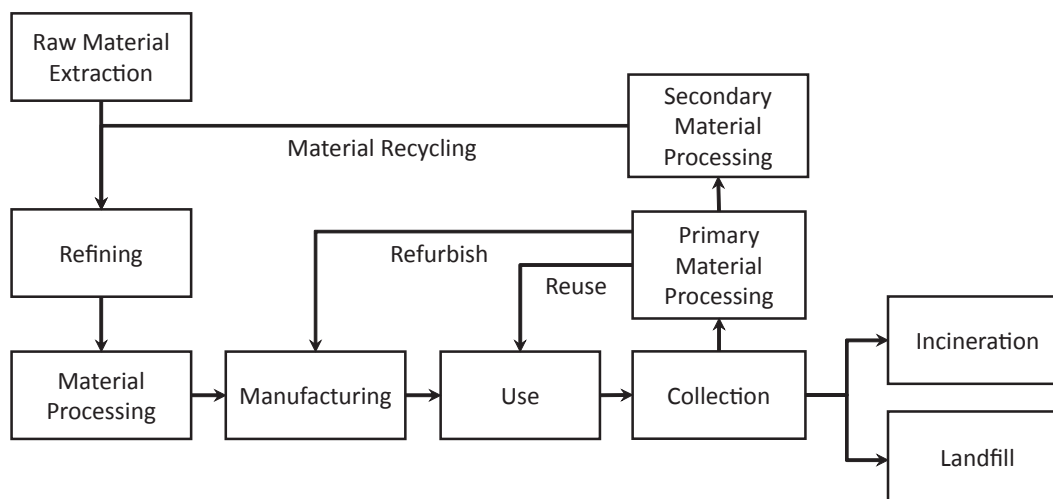 Raw Material
Extraction
Secondary
Material
Processing
Material Recycling
Refining
Refurbish
Reuse
Primary
Material
Processing
Material
Processing
Manufacturing
Use
Collection
Incineration
Landfill